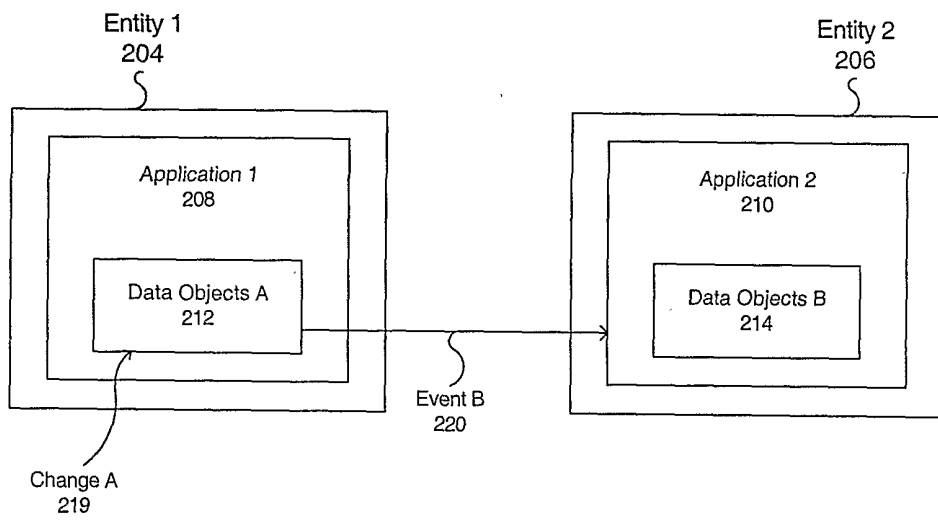 Entity 1
204
Entity 2
206
Application 1
208
Application 2
210
Data Objects A
212
Data Objects B
214
Event B
220
Change A
219